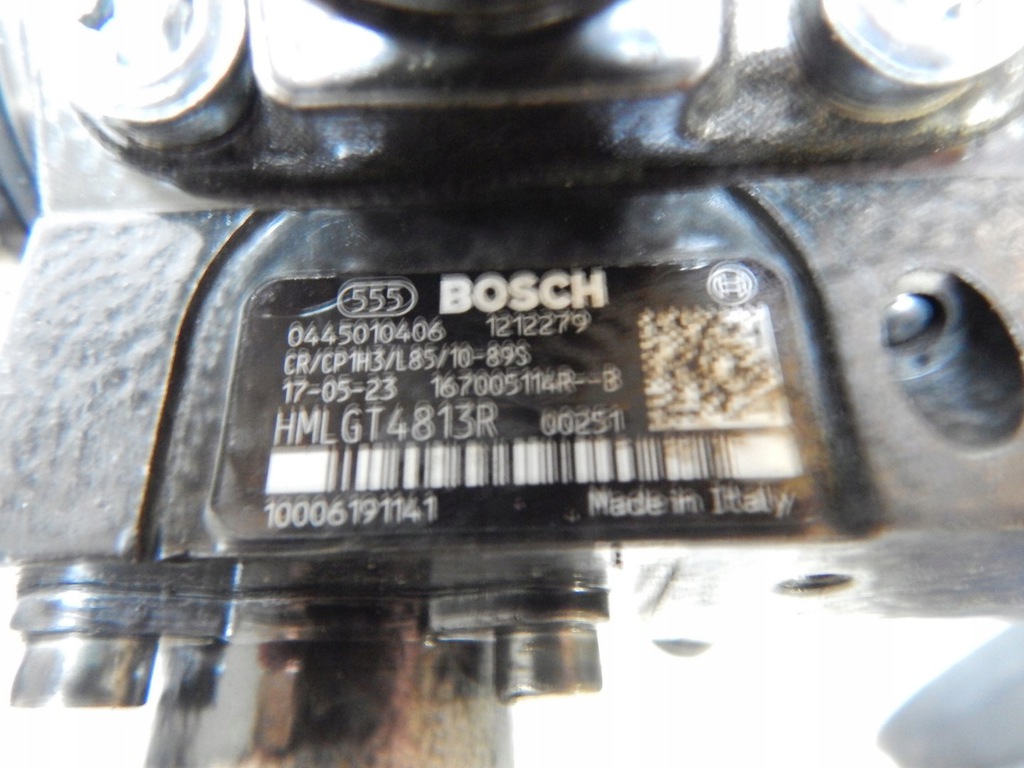 555 BOSCH
0445010406 1212279
CR/CP1H3/L85/10-89S
17-05-23 167005114R--B
HMLGT4813R 00251
10006191141 Made in Italy